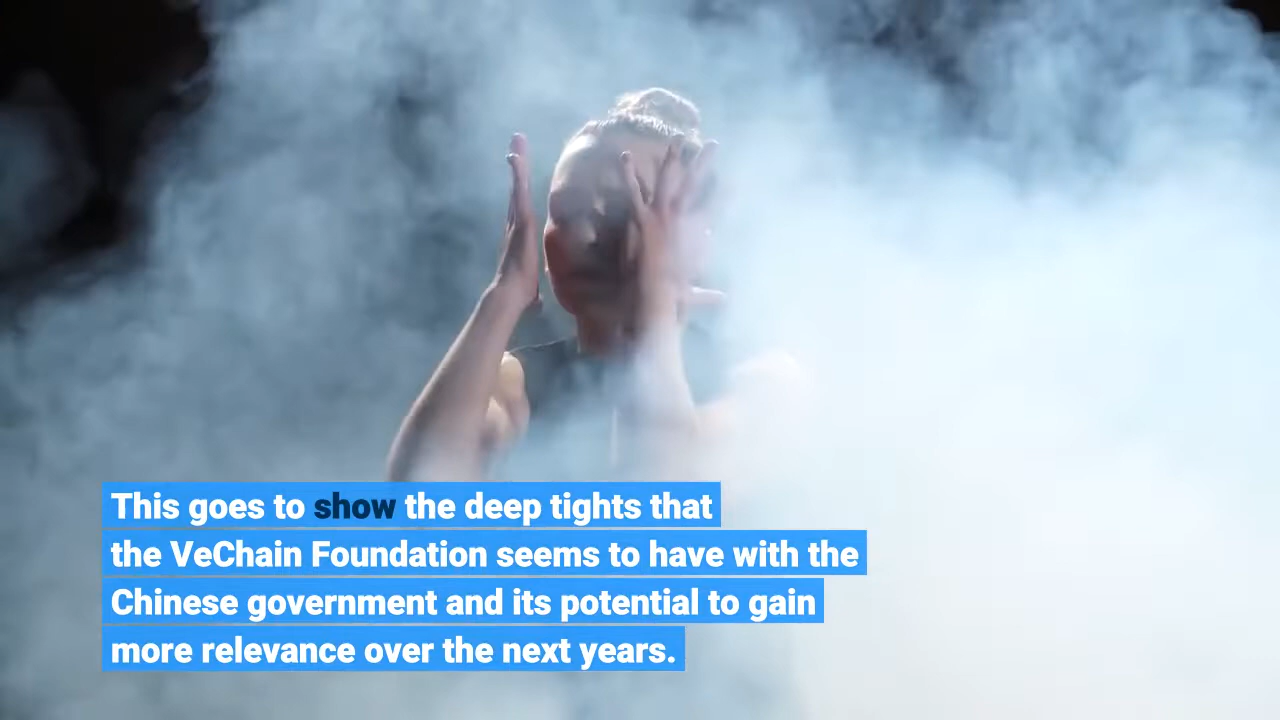 This goes to show the deep tights that
the VeChain Foundation seems to have with the
Chinese government and its potential to gain
more relevance over the next years.